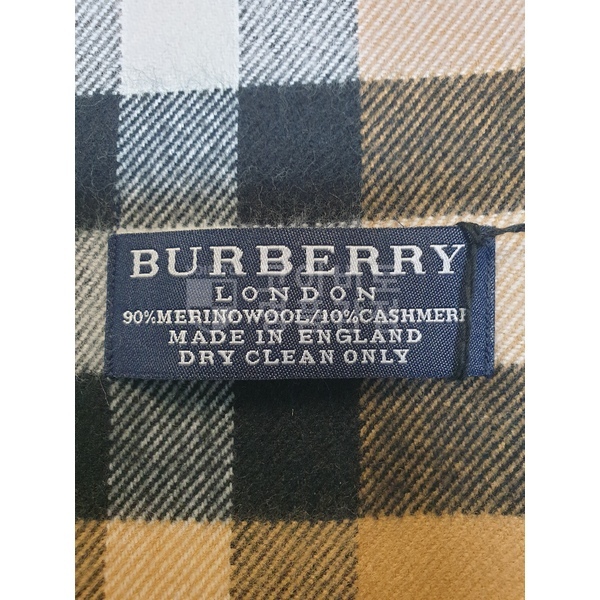 BURBERRY
LONDON
90%MERINOWOOL/10%CASHMERE
MADE IN ENGLAND
DRY CLEAN ONLY